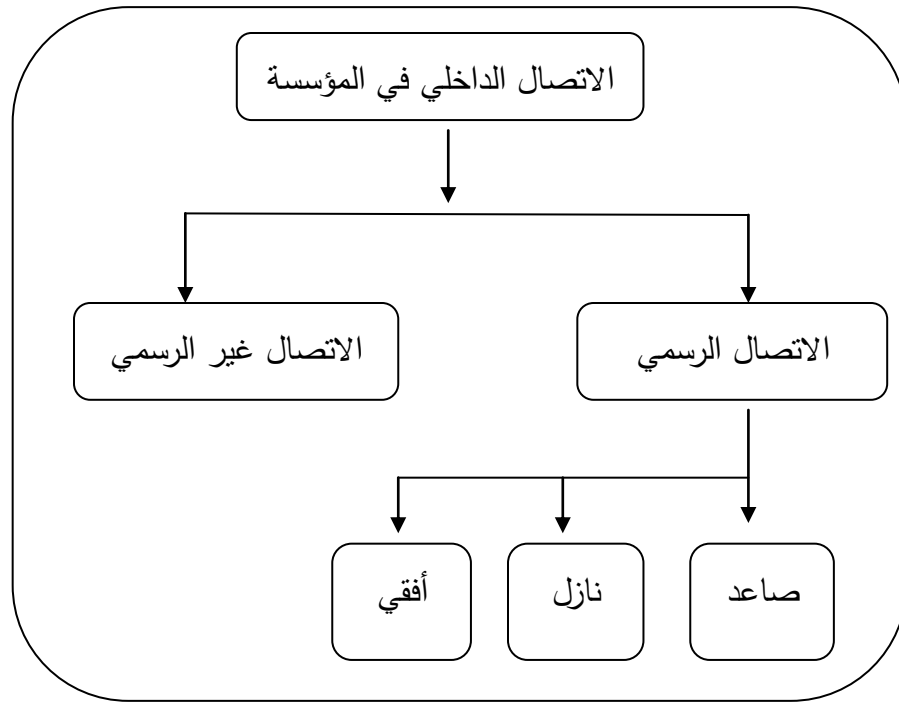 الاتصال الداخلي في المؤسسة
الاتصال الرسمي
الاتصال غير الرسمي
صاعد
نازل
أفقي